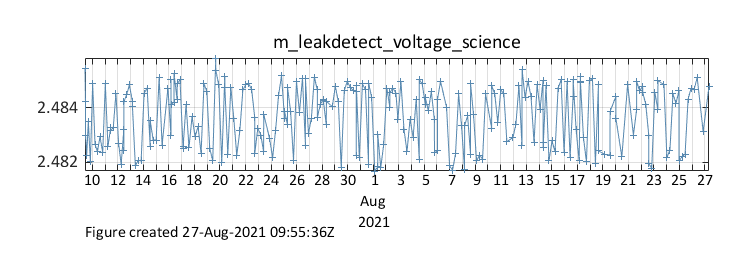 m_leakdetect_voltage_science
2.484
2.482
10 12 14 16 18 20 22 24 26 28 30 1 3 5 7 9 11 13 15 17 19 21 23 25 27
Aug
2021
Figure created 27-Aug-2021 09:55:36Z